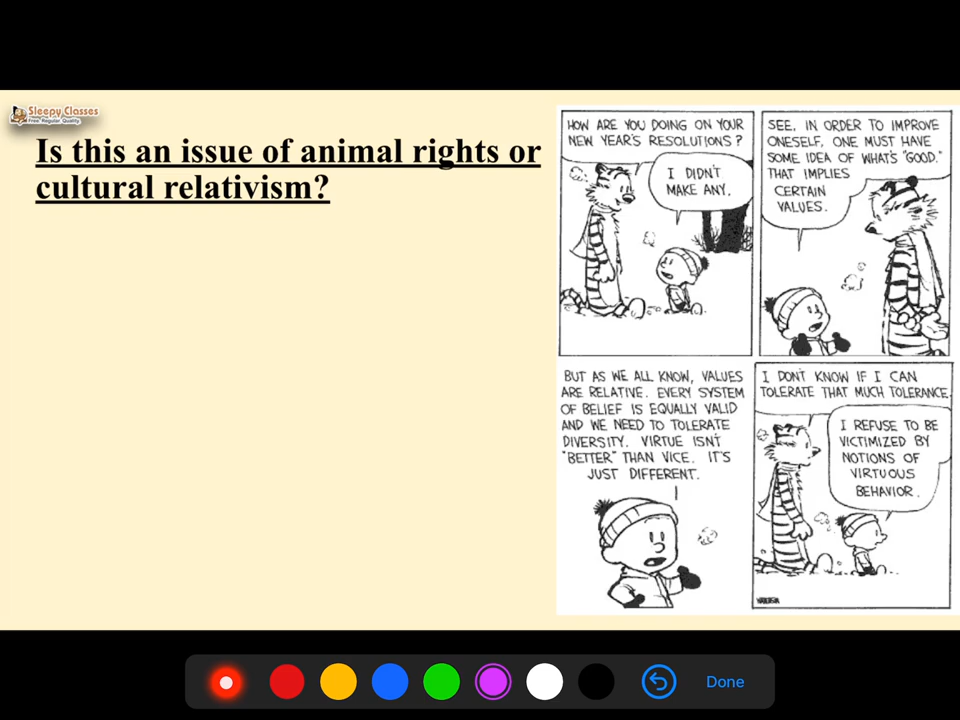 Sleepy Classes
Free. Regular. Quality.
Is this an issue of animal rights or
cultural relativism?
HOW ARE YOU DOING ON YOUR
NEW YEAR'S RESOLUTIONS?
I DIDN'T
MAKE ANY.
SEE, IN ORDER TO IMPROVE
ONESELF, ONE MUST HAVE
SOME IDEA OF WHAT'S "GOOD."
THAT IMPLIES
CERTAIN
VALUES.
BUT AS WE ALL KNOW, VALUES
ARE RELATIVE. EVERY SYSTEM
OF BELIEF IS EQUALLY VALID
AND WE NEED TO TOLERATE
DIVERSITY. VIRTUE ISN'T
"BETTER" THAN VICE. IT'S
JUST DIFFERENT.
I DON'T KNOW IF I CAN
TOLERATE THAT MUCH TOLERANCE.
I REFUSE TO BE
VICTIMIZED BY
NOTIONS OF
VIRTUOUS
BEHAVIOR.
Done